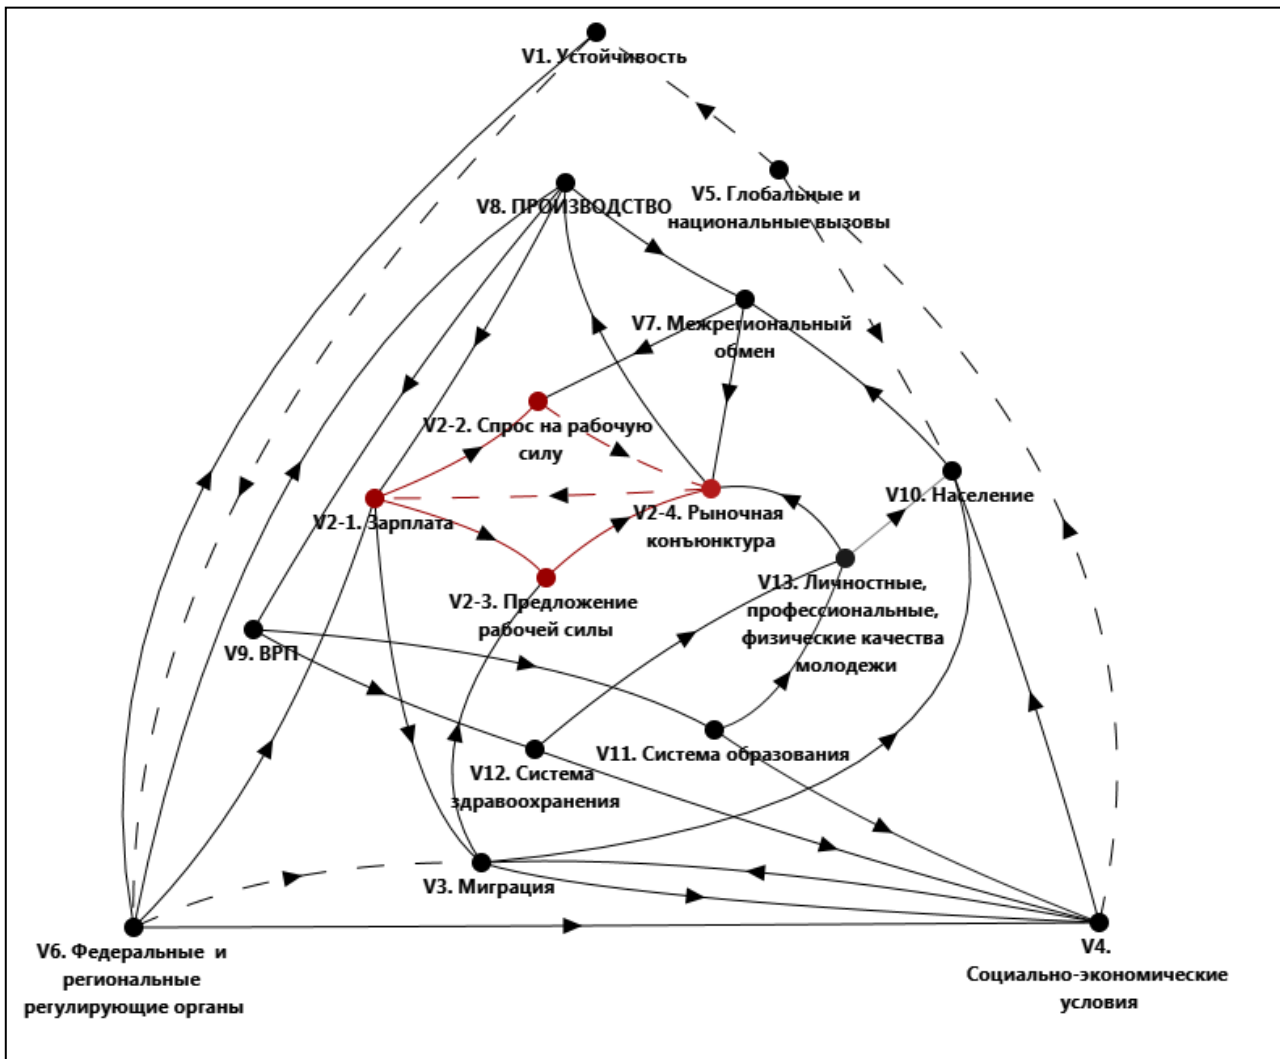 V1. Устойчивость
V5. Глобальные и
национальные вызовы
V8. ПРОИЗВОДСТВО
V7. Межрегиональный
обмен
V2-2. Спрос на рабочую
силу
V10. Население
V2-1. Зарплата
V2-4. Рыночная
конъюнктура
V13. Личностные,
профессиональные,
физические качества
молодежи
V2-3. Предложение
рабочей силы
V9. ВРП
V11. Система образования
V12. Система
здравоохранения
V3. Миграция
V6. Федеральные и
региональные
регулирующие органы
V4.
Социально-экономические
условия